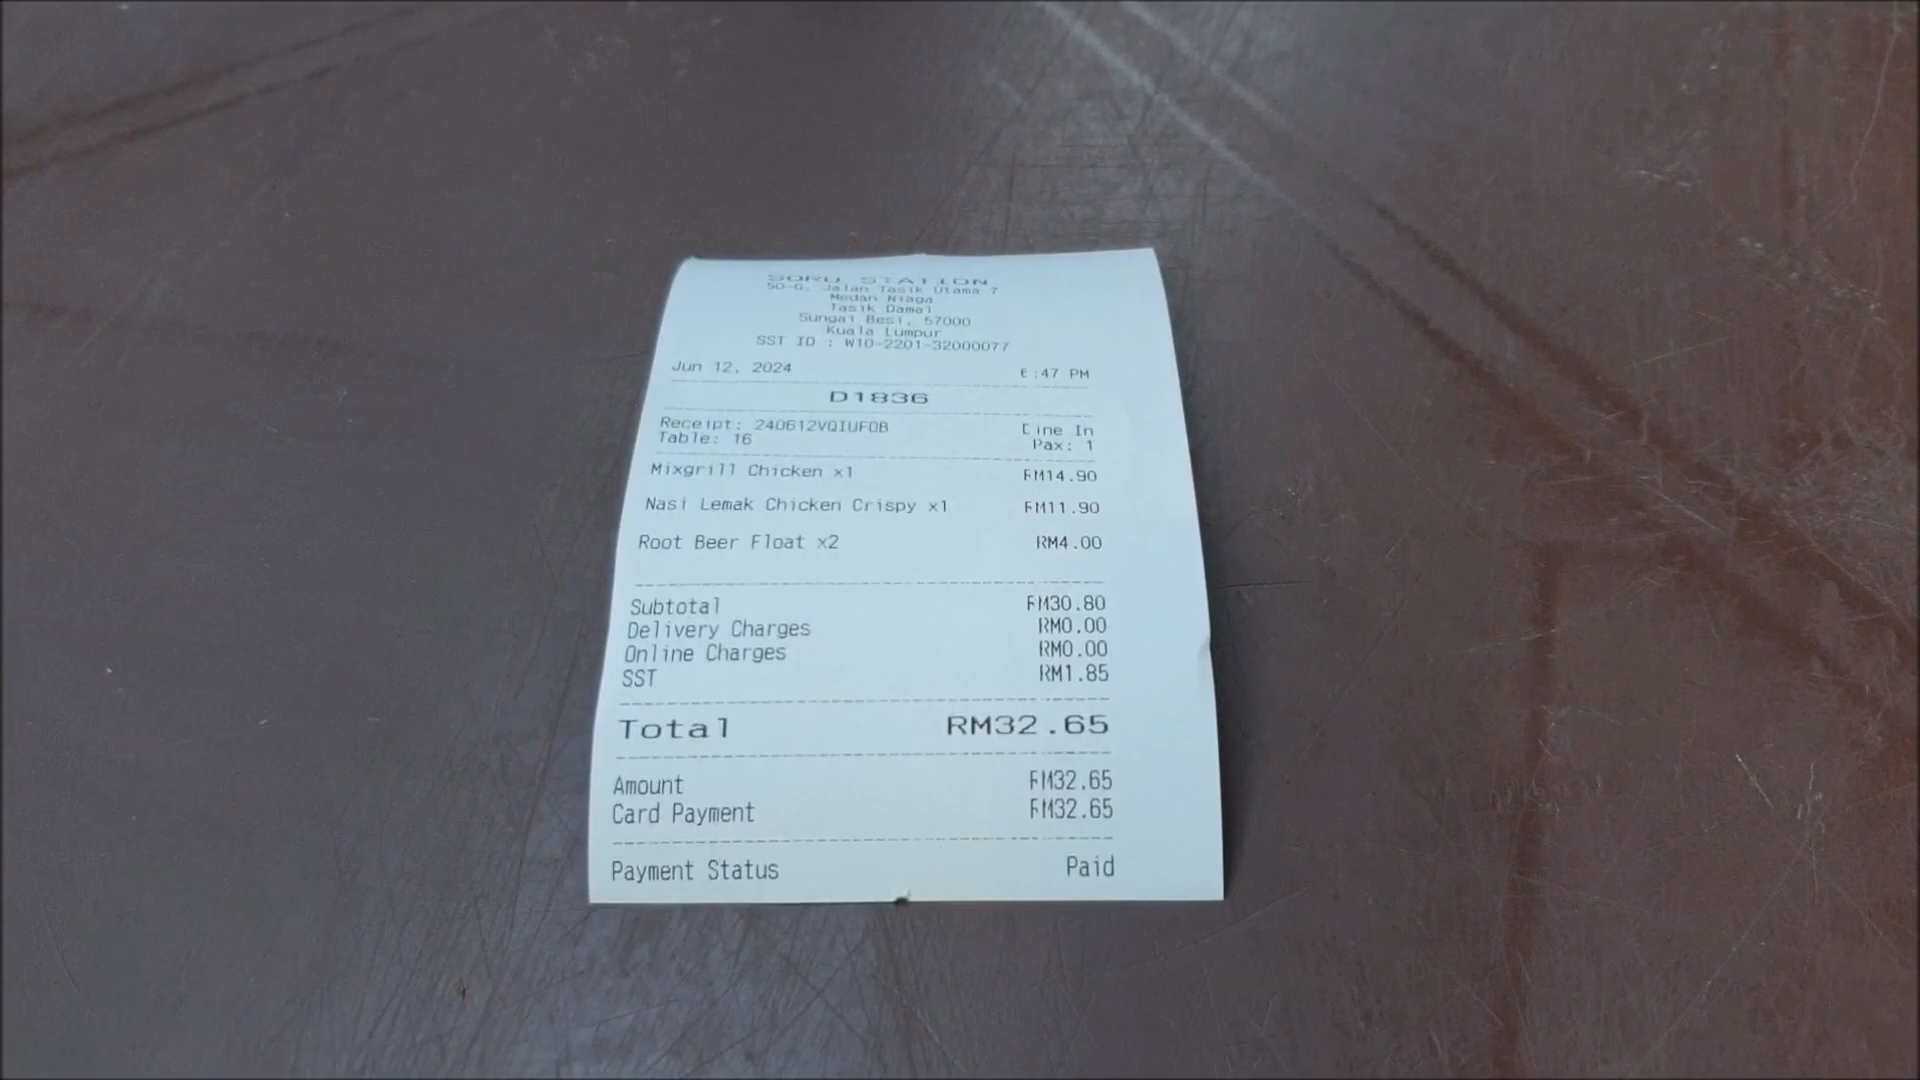 SORU STATION
50-G, Jalan Tasik Utama 7
Medan Niaga
Tasik Damai
Sungai Besi, 57000
Kuala Lumpur
SST ID : W10-2201-32000077
Jun 12, 2024 6:47 PM
D1836
Receipt: 240612VQIUFOB Dine In
Table: 16 Pax: 1
Mixgrill Chicken x1 RM14.90
Nasi Lemak Chicken Crispy x1 RM11.90
Root Beer Float x2 RM4.00
Subtotal RM30.80
Delivery Charges RM0.00
Online Charges RM0.00
SST RM1.85
Total RM32.65
Amount RM32.65
Card Payment RM32.65
Payment Status Paid